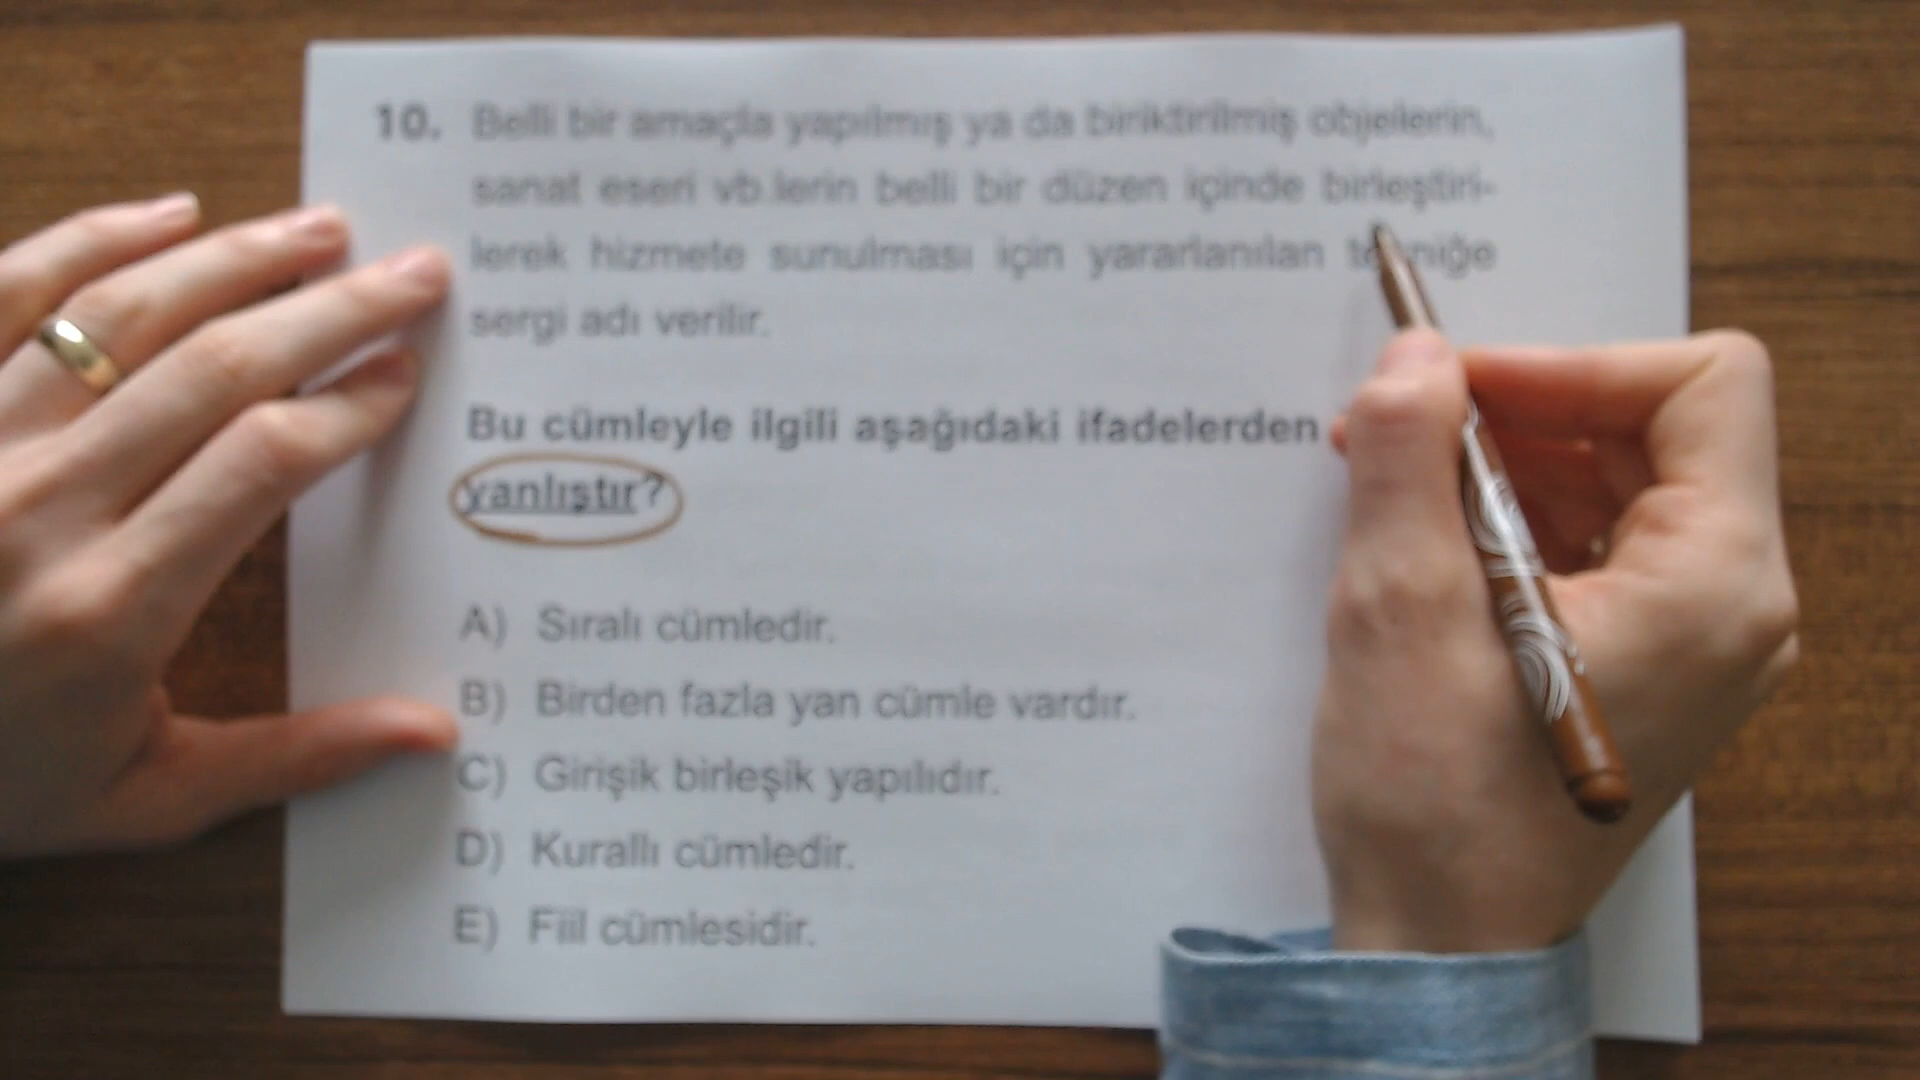 10. Belli bir amaçla yapılmış ya da biriktirilmiş objelerin,
sanat eseri vb.lerin belli bir düzen içinde birleştiri-
lerek hizmete sunulması için yararlanılan
sergi adı verilir.
Bu cümleyle ilgili aşağıdaki ifadelerden
yanlıştır?
A) Sıralı cümledir.
B) Birden fazla yan cümle vardır.
C) Girişik birleşik yapılıdır.
D) Kurallı cümledir.
E) Fiil cümlesidir.